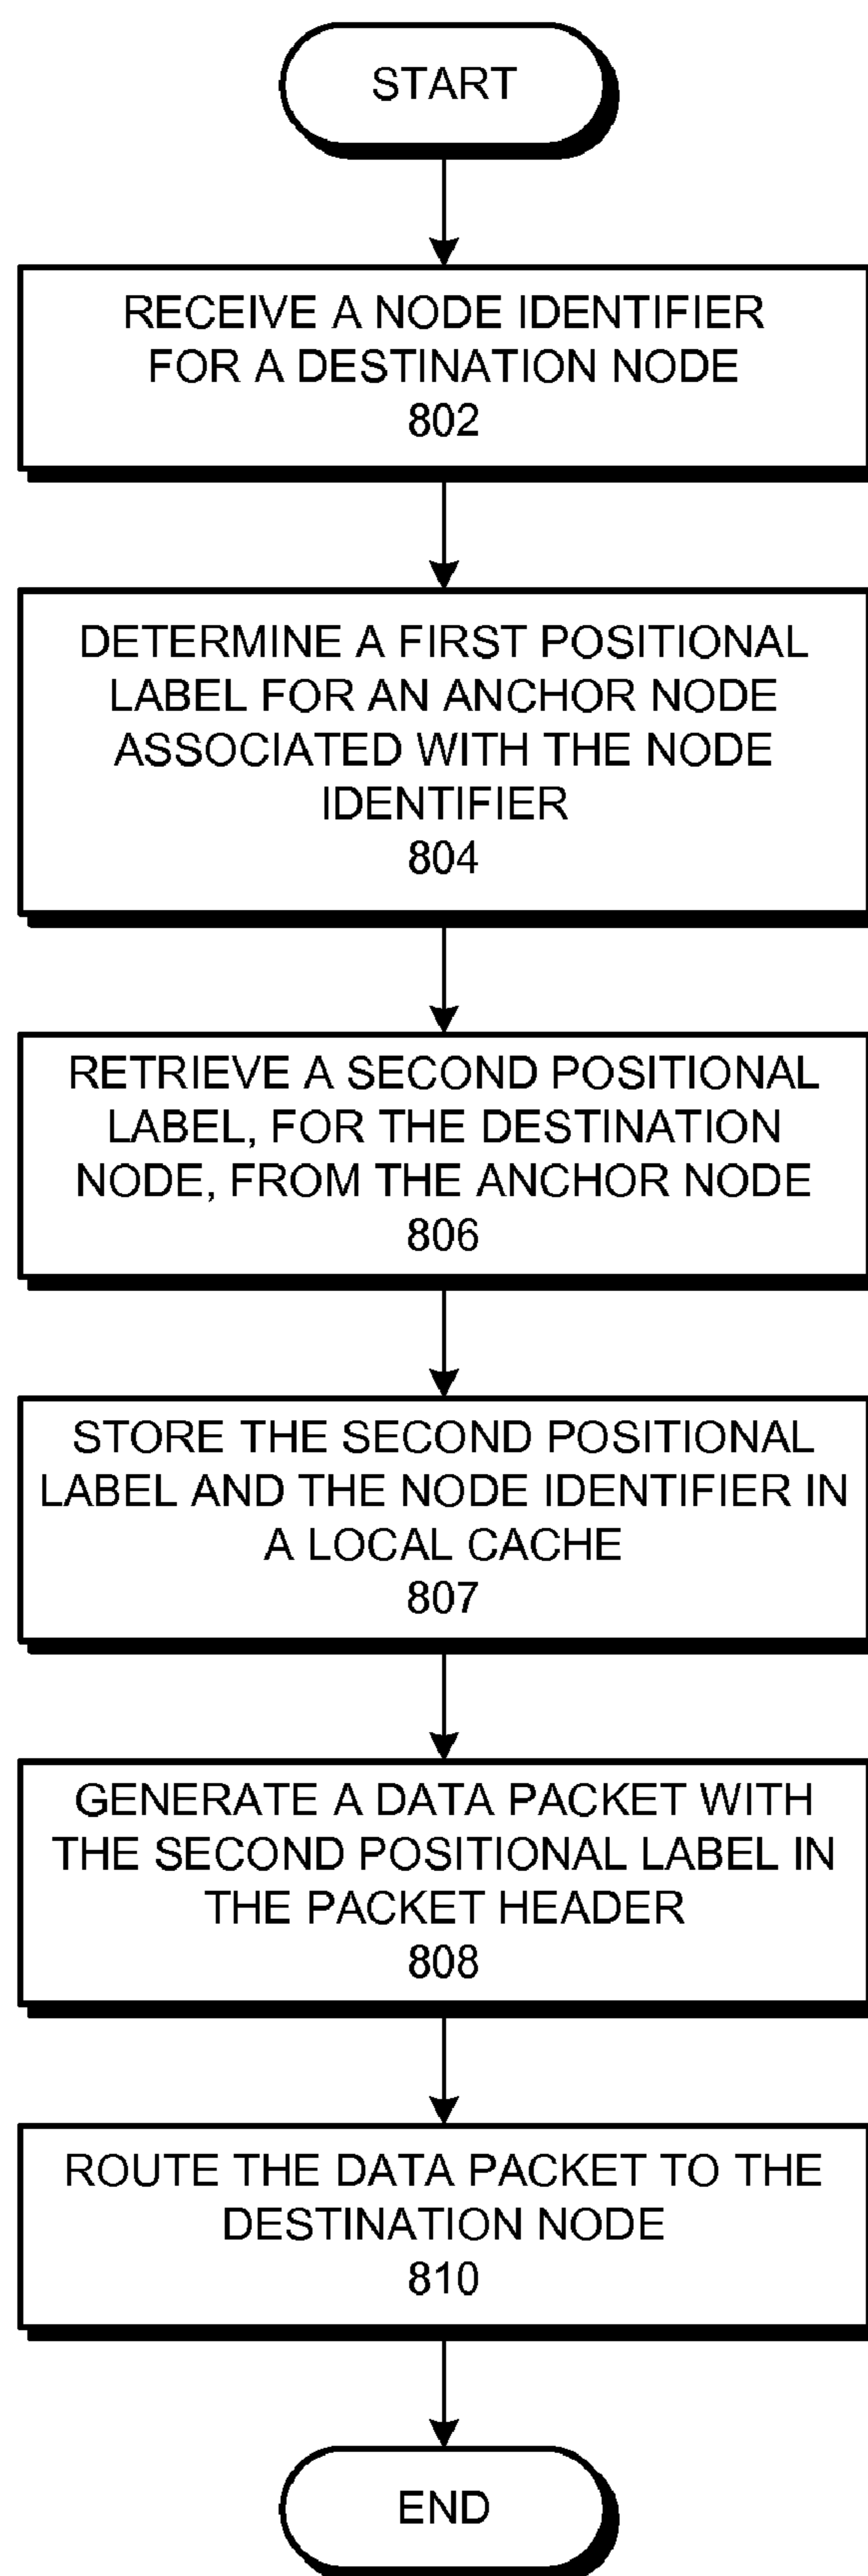 START
RECEIVE A NODE IDENTIFIER
FOR A DESTINATION NODE
802
DETERMINE A FIRST POSITIONAL
LABEL FOR AN ANCHOR NODE
ASSOCIATED WITH THE NODE
IDENTIFIER
804
RETRIEVE A SECOND POSITIONAL
LABEL, FOR THE DESTINATION
NODE, FROM THE ANCHOR NODE
806
STORE THE SECOND POSITIONAL
LABEL AND THE NODE IDENTIFIER IN
A LOCAL CACHE
807
GENERATE A DATA PACKET WITH
THE SECOND POSITIONAL LABEL IN
THE PACKET HEADER
808
ROUTE THE DATA PACKET TO THE
DESTINATION NODE
810
END